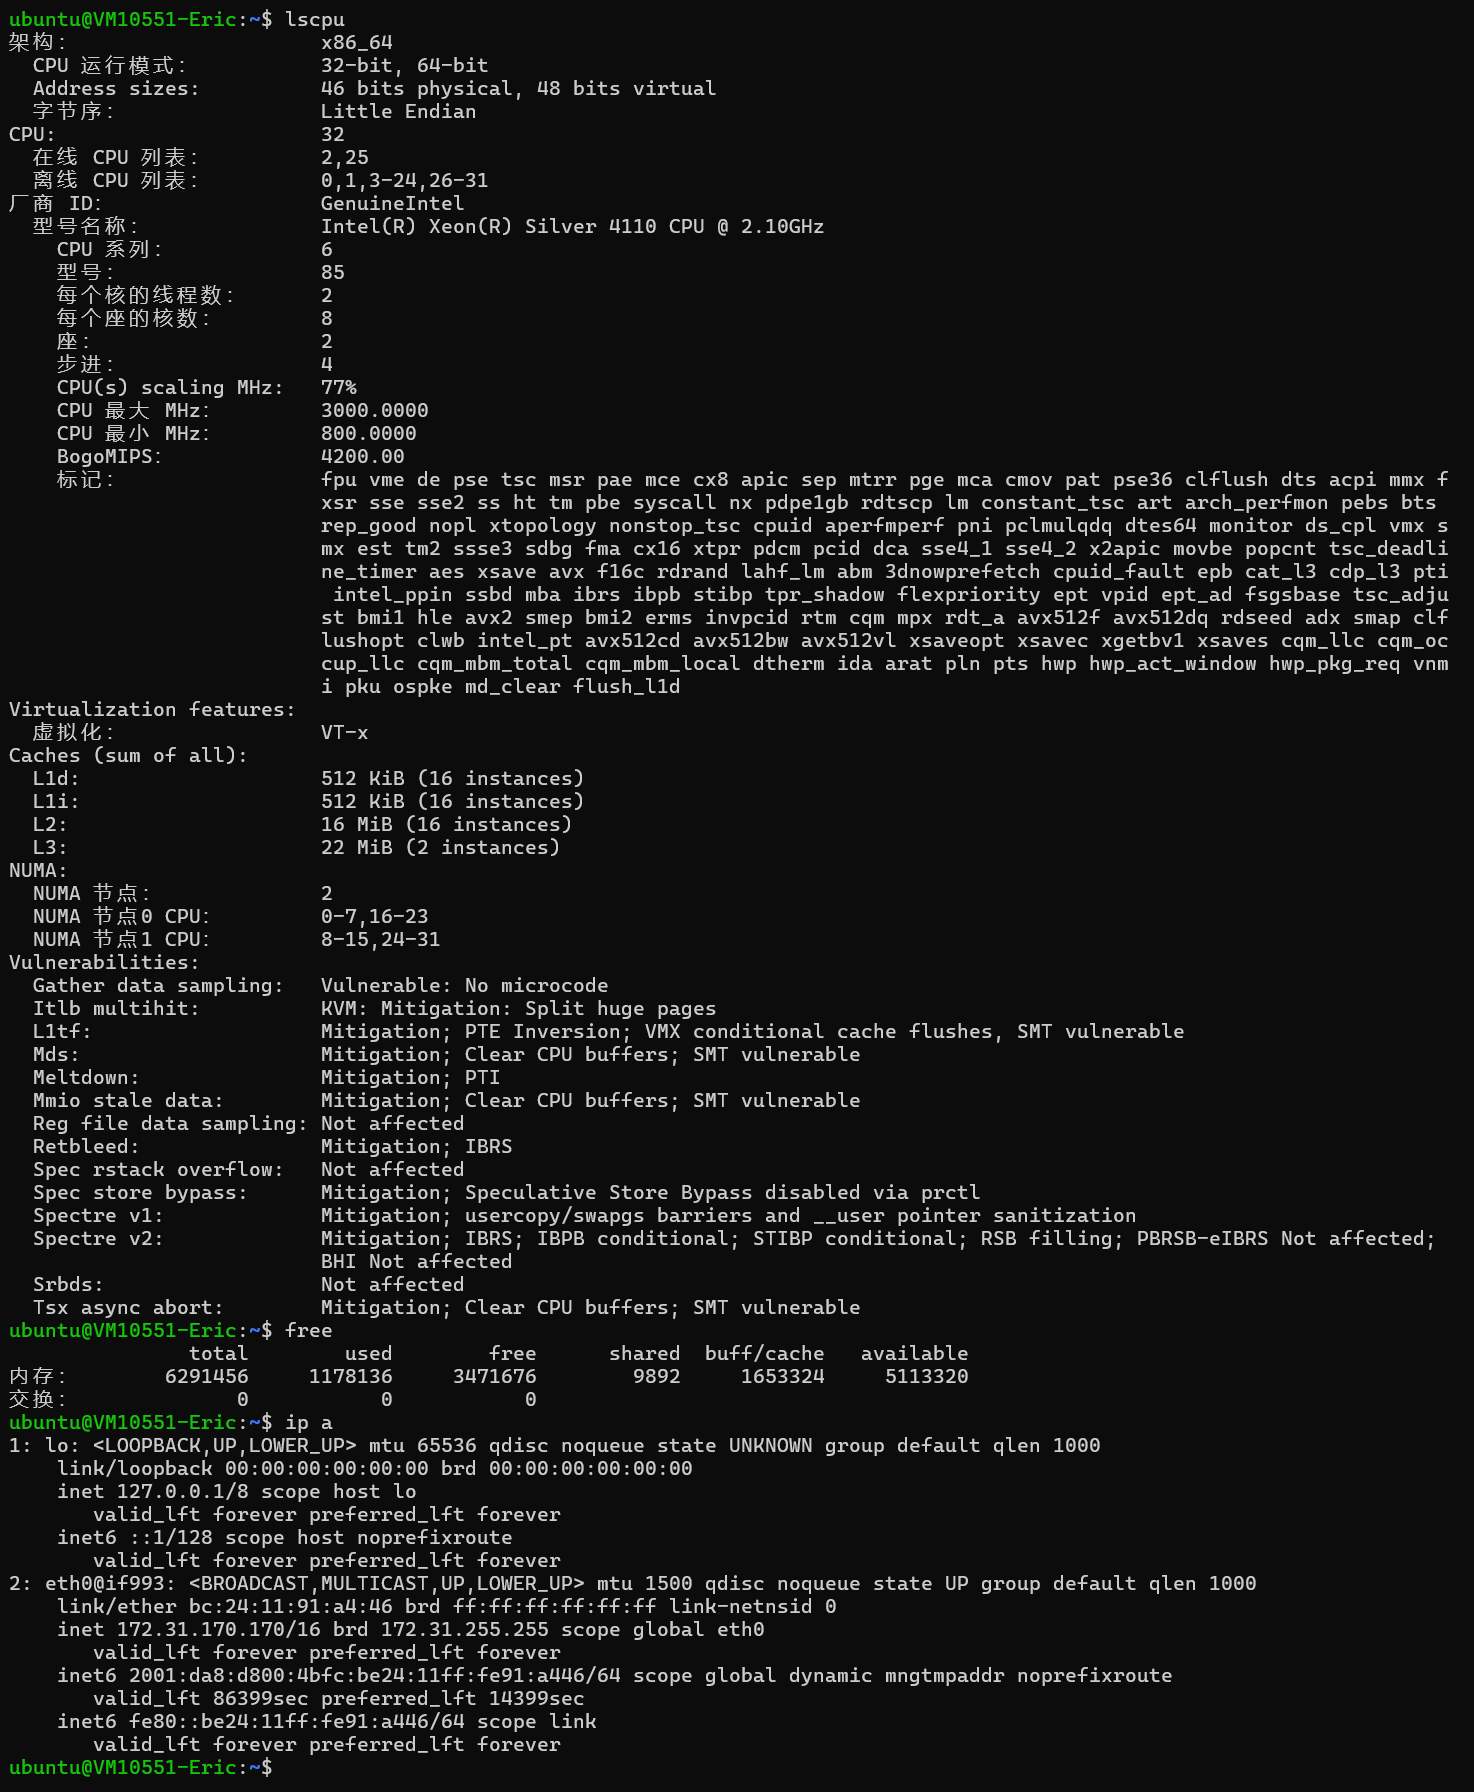 ubuntu@VM10551-Eric:~$ lscpu
架构:                     x86_64
  CPU 运行模式:           32-bit, 64-bit
  Address sizes:          46 bits physical, 48 bits virtual
  字节序:                 Little Endian
CPU:                      32
  在线 CPU 列表:          2,25
  离线 CPU 列表:          0,1,3-24,26-31
厂商 ID:                  GenuineIntel
  型号名称:               Intel(R) Xeon(R) Silver 4110 CPU @ 2.10GHz
    CPU 系列:             6
    型号:                 85
    每个核的线程数:       2
    每个座的核数:         8
    座:                   2
    步进:                 4
    CPU(s) scaling MHz:   77%
    CPU 最大 MHz:         3000.0000
    CPU 最小 MHz:         800.0000
    BogoMIPS:             4200.00
    标记:                 fpu vme de pse tsc msr pae mce cx8 apic sep mtrr pge mca cmov pat pse36 clflush dts acpi mmx f
                          xsr sse sse2 ss ht tm pbe syscall nx pdpe1gb rdtscp lm constant_tsc art arch_perfmon pebs bts
                          rep_good nopl xtopology nonstop_tsc cpuid aperfmperf pni pclmulqdq dtes64 monitor ds_cpl vmx s
                          mx est tm2 ssse3 sdbg fma cx16 xtpr pdcm pcid dca sse4_1 sse4_2 x2apic movbe popcnt tsc_deadli
                          ne_timer aes xsave avx f16c rdrand lahf_lm abm 3dnowprefetch cpuid_fault epb cat_l3 cdp_l3 pti
                           intel_ppin ssbd mba ibrs ibpb stibp tpr_shadow flexpriority ept vpid ept_ad fsgsbase tsc_adju
                          st bmi1 hle avx2 smep bmi2 erms invpcid rtm cqm mpx rdt_a avx512f avx512dq rdseed adx smap clf
                          lushopt clwb intel_pt avx512cd avx512bw avx512vl xsaveopt xsavec xgetbv1 xsaves cqm_llc cqm_oc
                          cup_llc cqm_mbm_total cqm_mbm_local dtherm ida arat pln pts hwp hwp_act_window hwp_pkg_req vnm
                          i pku ospke md_clear flush_l1d
Virtualization features:
  虚拟化:                 VT-x
Caches (sum of all):
  L1d:                    512 KiB (16 instances)
  L1i:                    512 KiB (16 instances)
  L2:                     16 MiB (16 instances)
  L3:                     22 MiB (2 instances)
NUMA:
  NUMA 节点:              2
  NUMA 节点0 CPU:         0-7,16-23
  NUMA 节点1 CPU:         8-15,24-31
Vulnerabilities:
  Gather data sampling:   Vulnerable: No microcode
  Itlb multihit:          KVM: Mitigation: Split huge pages
  L1tf:                   Mitigation; PTE Inversion; VMX conditional cache flushes, SMT vulnerable
  Mds:                    Mitigation; Clear CPU buffers; SMT vulnerable
  Meltdown:               Mitigation; PTI
  Mmio stale data:        Mitigation; Clear CPU buffers; SMT vulnerable
  Reg file data sampling: Not affected
  Retbleed:               Mitigation; IBRS
  Spec rstack overflow:   Not affected
  Spec store bypass:      Mitigation; Speculative Store Bypass disabled via prctl
  Spectre v1:             Mitigation; usercopy/swapgs barriers and __user pointer sanitization
  Spectre v2:             Mitigation; IBRS; IBPB conditional; STIBP conditional; RSB filling; PBRSB-eIBRS Not affected;
                          BHI Not affected
  Srbds:                  Not affected
  Tsx async abort:        Mitigation; Clear CPU buffers; SMT vulnerable
ubuntu@VM10551-Eric:~$ free
               total        used        free      shared  buff/cache   available
内存:        6291456     1178136     3471676        9892     1653324     5113320
交换:              0           0           0
ubuntu@VM10551-Eric:~$ ip a
1: lo: <LOOPBACK,UP,LOWER_UP> mtu 65536 qdisc noqueue state UNKNOWN group default qlen 1000
    link/loopback 00:00:00:00:00:00 brd 00:00:00:00:00:00
    inet 127.0.0.1/8 scope host lo
       valid_lft forever preferred_lft forever
    inet6 ::1/128 scope host noprefixroute
       valid_lft forever preferred_lft forever
2: eth0@if993: <BROADCAST,MULTICAST,UP,LOWER_UP> mtu 1500 qdisc noqueue state UP group default qlen 1000
    link/ether bc:24:11:91:a4:46 brd ff:ff:ff:ff:ff:ff link-netnsid 0
    inet 172.31.170.170/16 brd 172.31.255.255 scope global eth0
       valid_lft forever preferred_lft forever
    inet6 2001:da8:d800:4bfc:be24:11ff:fe91:a446/64 scope global dynamic mngtmpaddr noprefixroute
       valid_lft 86399sec preferred_lft 14399sec
    inet6 fe80::be24:11ff:fe91:a446/64 scope link
       valid_lft forever preferred_lft forever
ubuntu@VM10551-Eric:~$